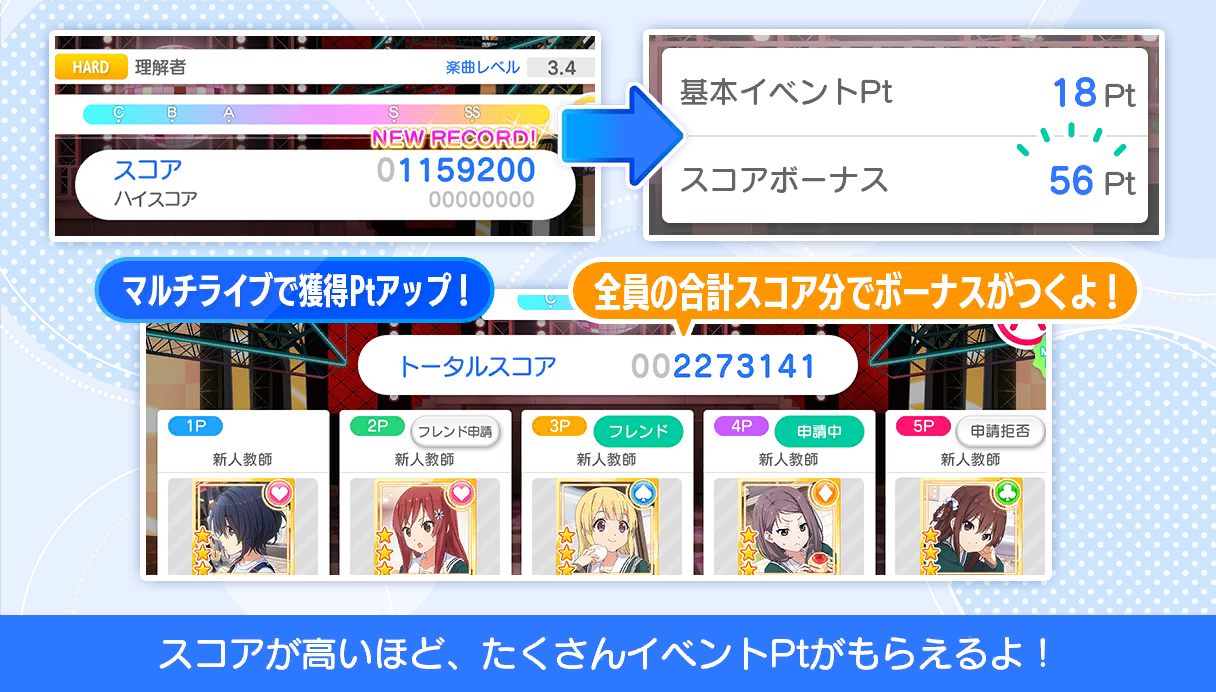 HARD 理解者 楽曲レベル 3.4
C B A S SS
NEW RECORD!
スコア 01159200
ハイスコア 00000000
基本イベントPt 18 Pt
スコアボーナス 56 Pt
マルチライブで獲得Ptアップ！
全員の合計スコア分でボーナスがつくよ！
C
トータルスコア 002273141
1P
2P フレンド申請
3P フレンド
4P 申請中
5P 申請拒否
新人教師 新人教師 新人教師 新人教師 新人教師
スコアが高いほど、たくさんイベントPtがもらえるよ！